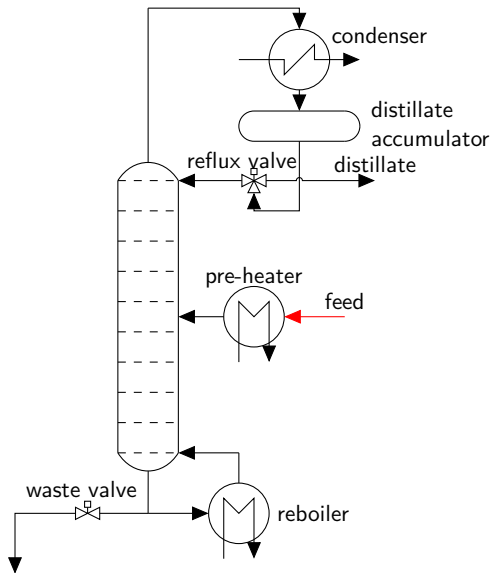 condenser
distillate
accumulator
reflux valve
distillate
pre-heater
feed
waste valve
reboiler